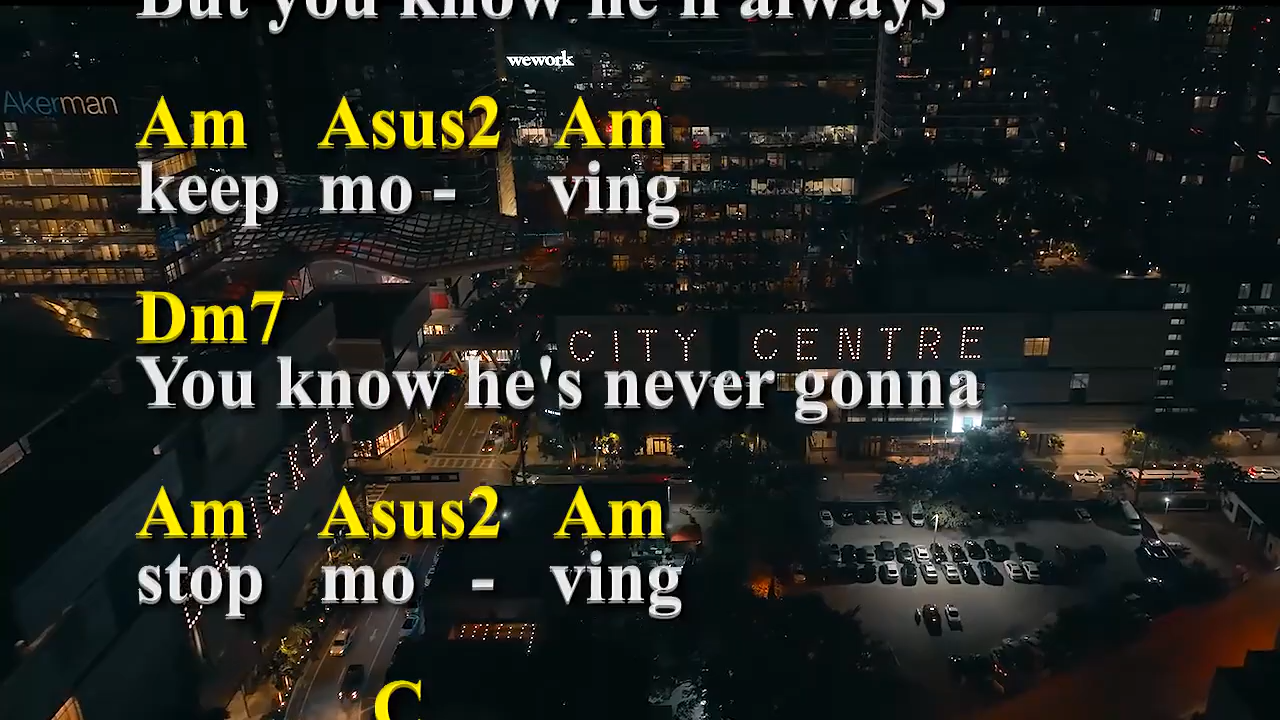 But you know he'll always
wework
Akerman
Am Asus2 Am
keep mo - ving
Dm7
CITY CENTRE
You know he's never gonna
Am Asus2 Am
stop mo - ving
C